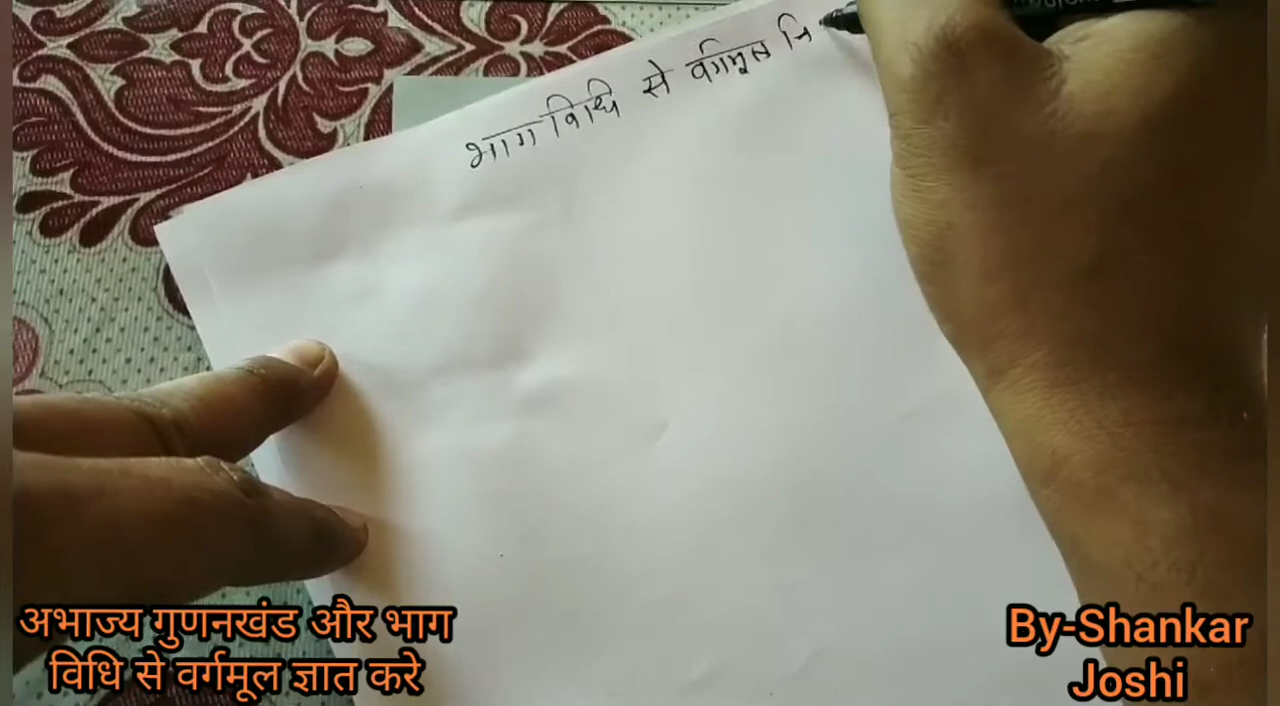 भाग विधि से वर्गमूल नि
अभाज्य गुणनखंड और भाग
विधि से वर्गमूल ज्ञात करे
By-Shankar
Joshi